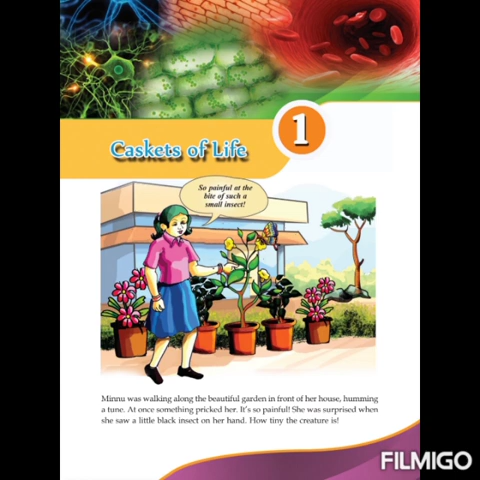 1
Caskets of Life
So painful at the
bite of such a
small insect!
Minnu was walking along the beautiful garden in front of her house, humming
a tune. At once something pricked her. It's so painful! She was surprised when
she saw a little black insect on her hand. How tiny the creature is!
FILMIGO